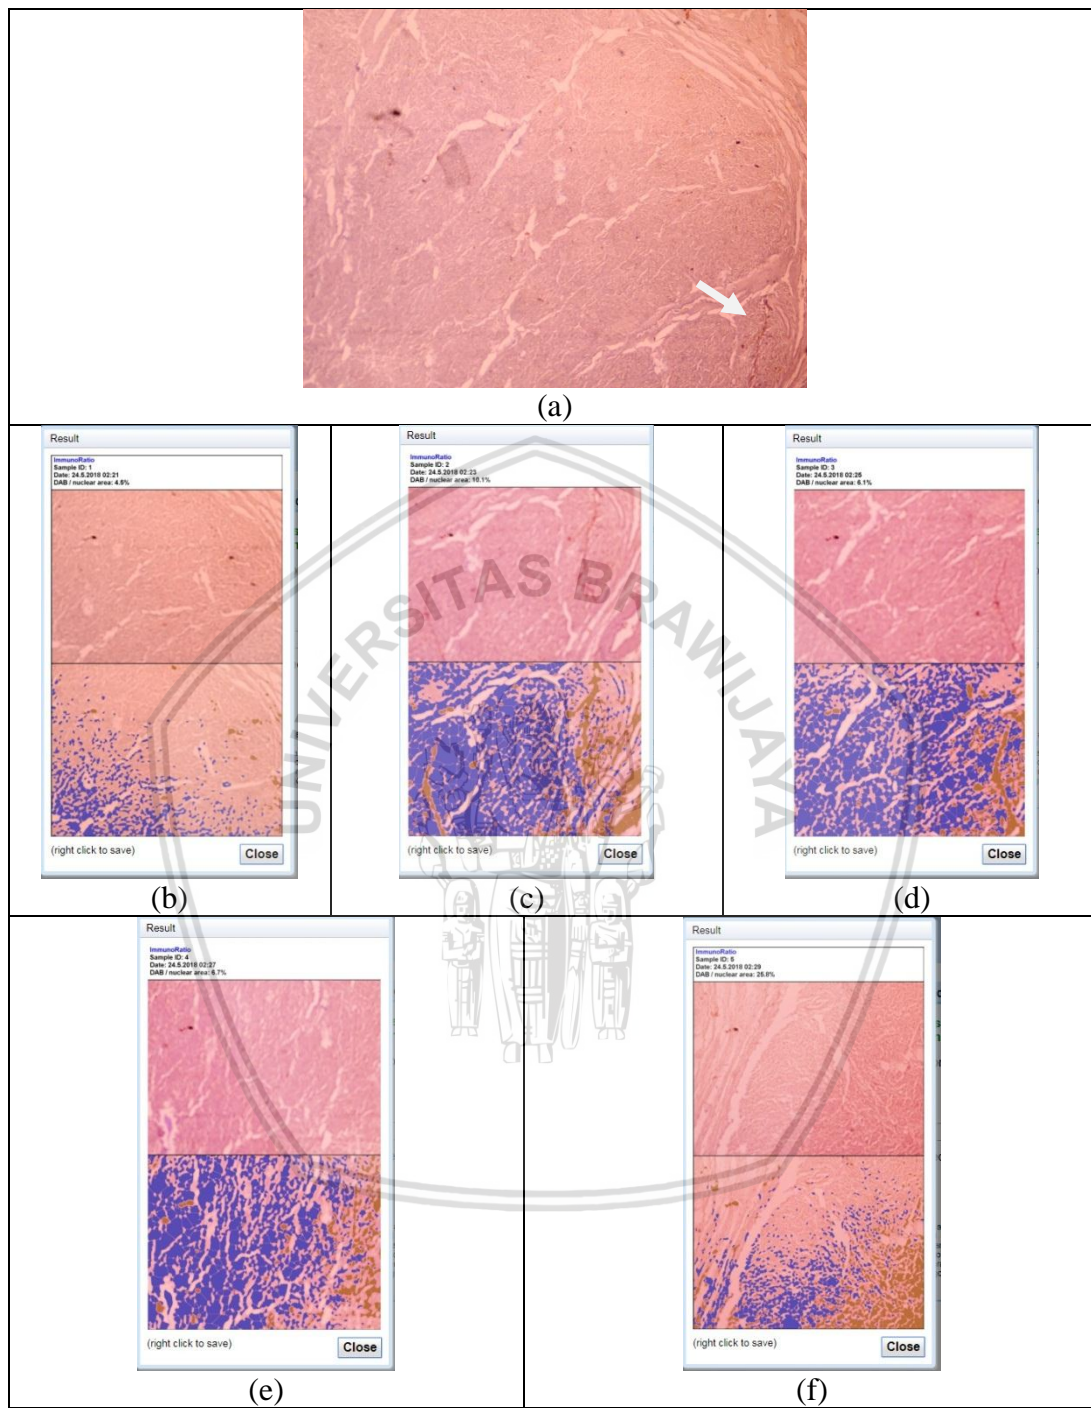 (a)
Result
ImmunoRatio
Sample ID: 1
Date: 24.5.2018 02:21
DAB / nuclear area: 4.5%
(right click to save)
Close
(b)
Result
ImmunoRatio
Sample ID: 2
Date: 24.5.2018 02:23
DAB / nuclear area: 10.1%
(right click to save)
Close
(c)
Result
ImmunoRatio
Sample ID: 3
Date: 24.5.2018 02:25
DAB / nuclear area: 6.1%
(right click to save)
Close
(d)
UNIVERSITAS BRAWIJAYA
Result
ImmunoRatio
Sample ID: 4
Date: 24.5.2018 02:27
DAB / nuclear area: 6.7%
(right click to save)
Close
(e)
Result
ImmunoRatio
Sample ID: 5
Date: 24.5.2018 02:29
DAB / nuclear area: 25.8%
(right click to save)
Close
(f)